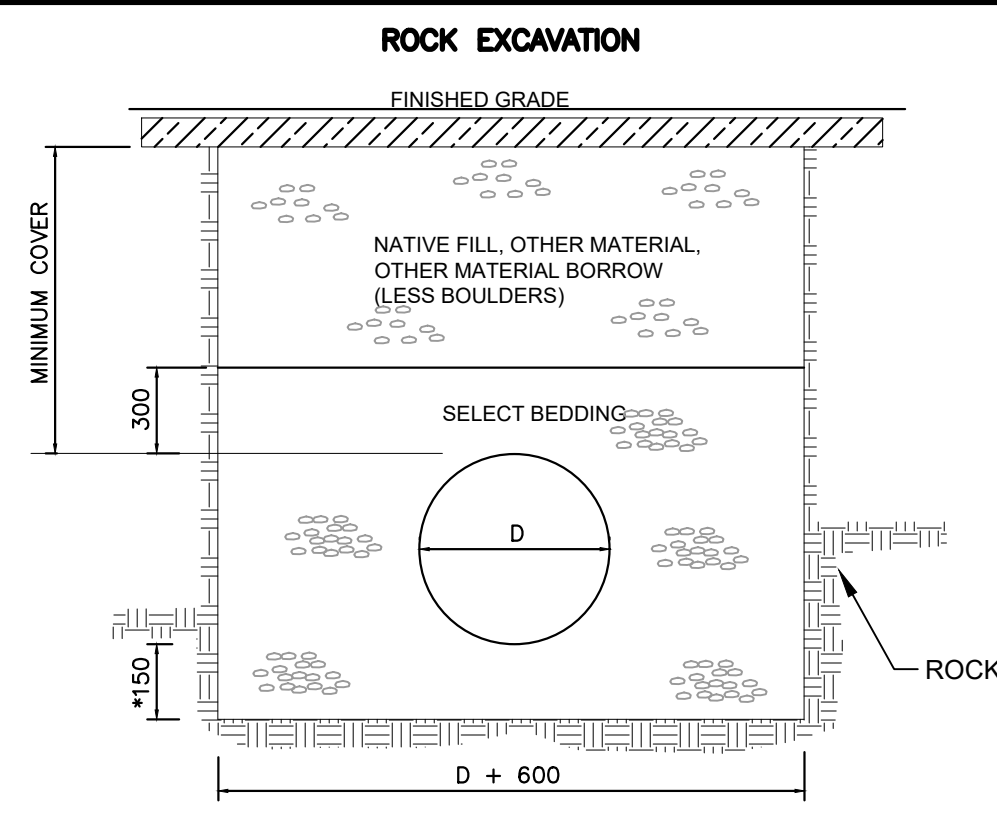 ROCK EXCAVATION
FINISHED GRADE
MINIMUM COVER
NATIVE FILL, OTHER MATERIAL,
OTHER MATERIAL BORROW
(LESS BOULDERS)
300
SELECT BEDDING
D
*150
ROCK
D + 600